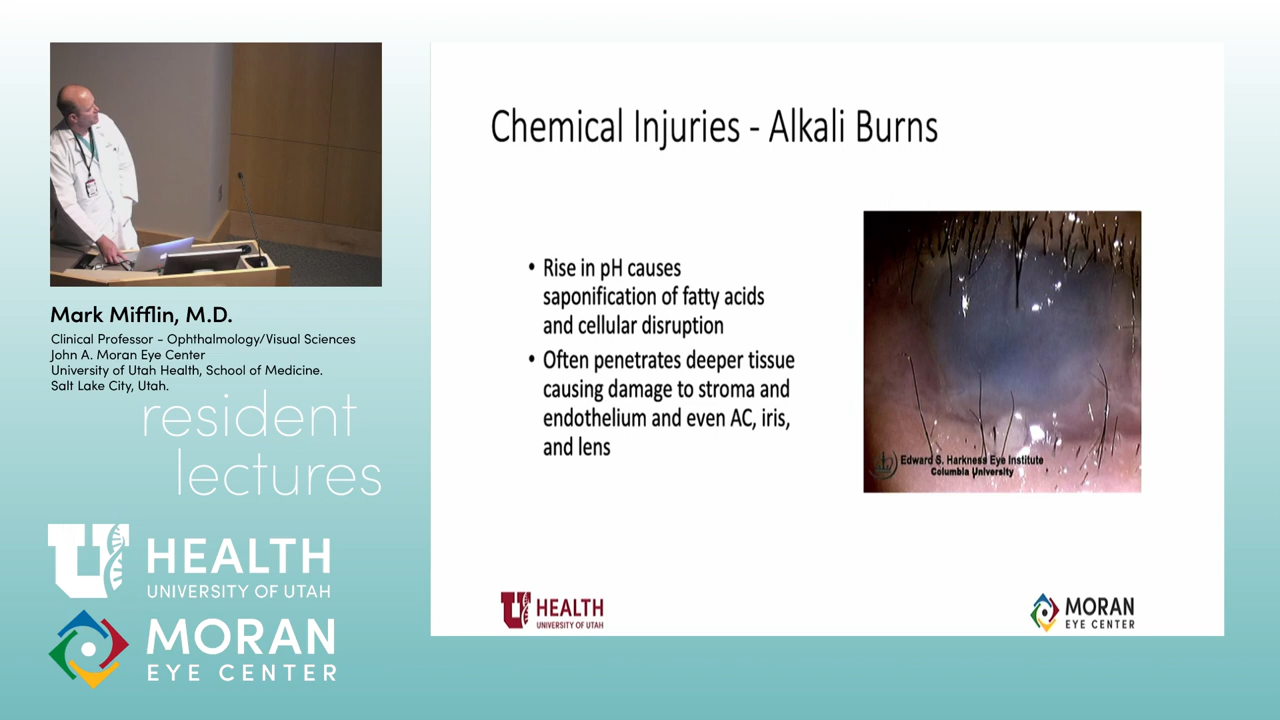 Mark Mifflin, M.D.
Clinical Professor - Ophthalmology/Visual Sciences
John A. Moran Eye Center
University of Utah Health, School of Medicine.
Salt Lake City, Utah.
resident
lectures
U HEALTH
UNIVERSITY OF UTAH
MORAN
EYE CENTER
Chemical Injuries - Alkali Burns
• Rise in pH causes
saponification of fatty acids
and cellular disruption
• Often penetrates deeper tissue
causing damage to stroma and
endothelium and even AC, iris,
and lens
Edward S. Harkness Eye Institute
Columbia University
U HEALTH
UNIVERSITY OF UTAH
MORAN
EYE CENTER